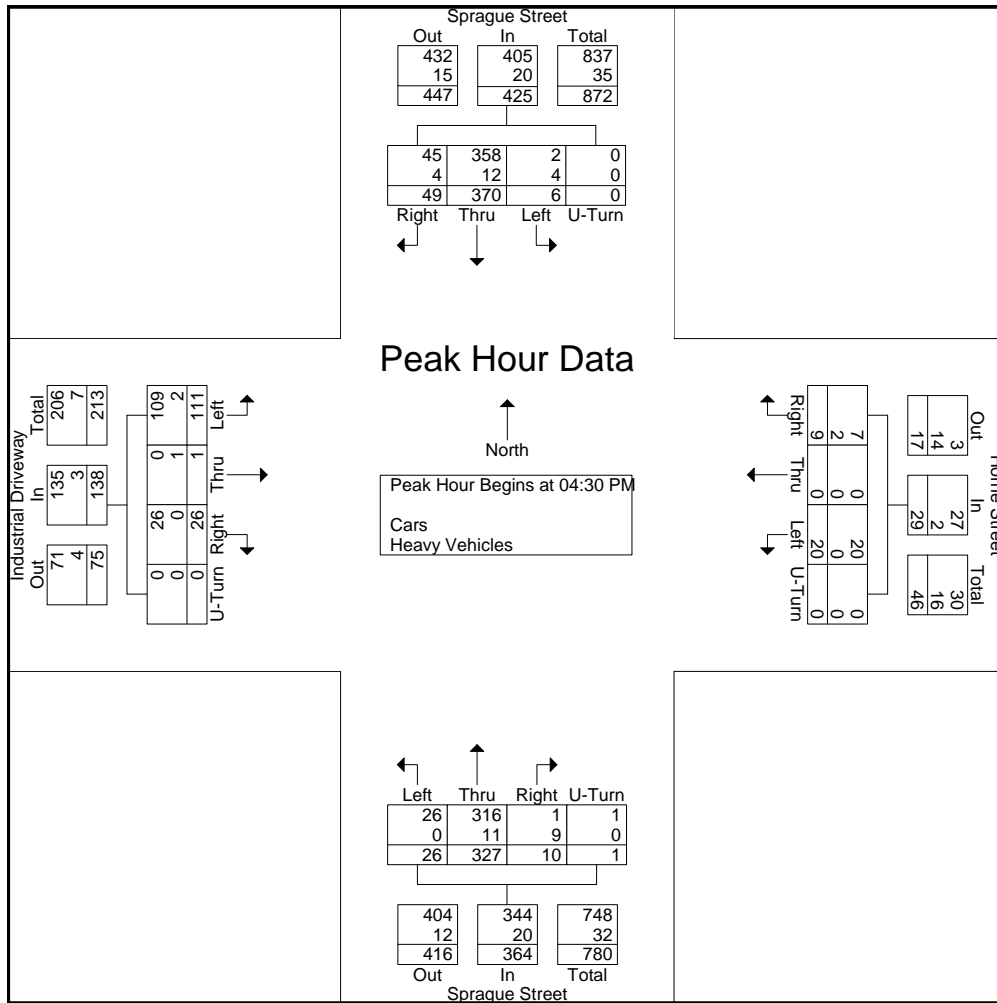 Sprague Street
Out In Total
432 405 837
15 20 35
447 425 872
45 358 2 0
4 12 4 0
49 370 6 0
Right Thru Left U-Turn
Peak Hour Data
North
Peak Hour Begins at 04:30 PM
Cars
Heavy Vehicles
Industrial Driveway
Out In Total
71 135 206
4 3 7
75 138 213
U-Turn Right Thru Left
0 26 0 109
0 0 1 2
0 26 1 111
Home Street
Out In Total
3 27 30
14 2 16
17 29 46
Right Thru Left U-Turn
7 0 20 0
2 0 0 0
9 0 20 0
Left Thru Right U-Turn
26 316 1 1
0 11 9 0
26 327 10 1
404 344 748
12 20 32
416 364 780
Out In Total
Sprague Street